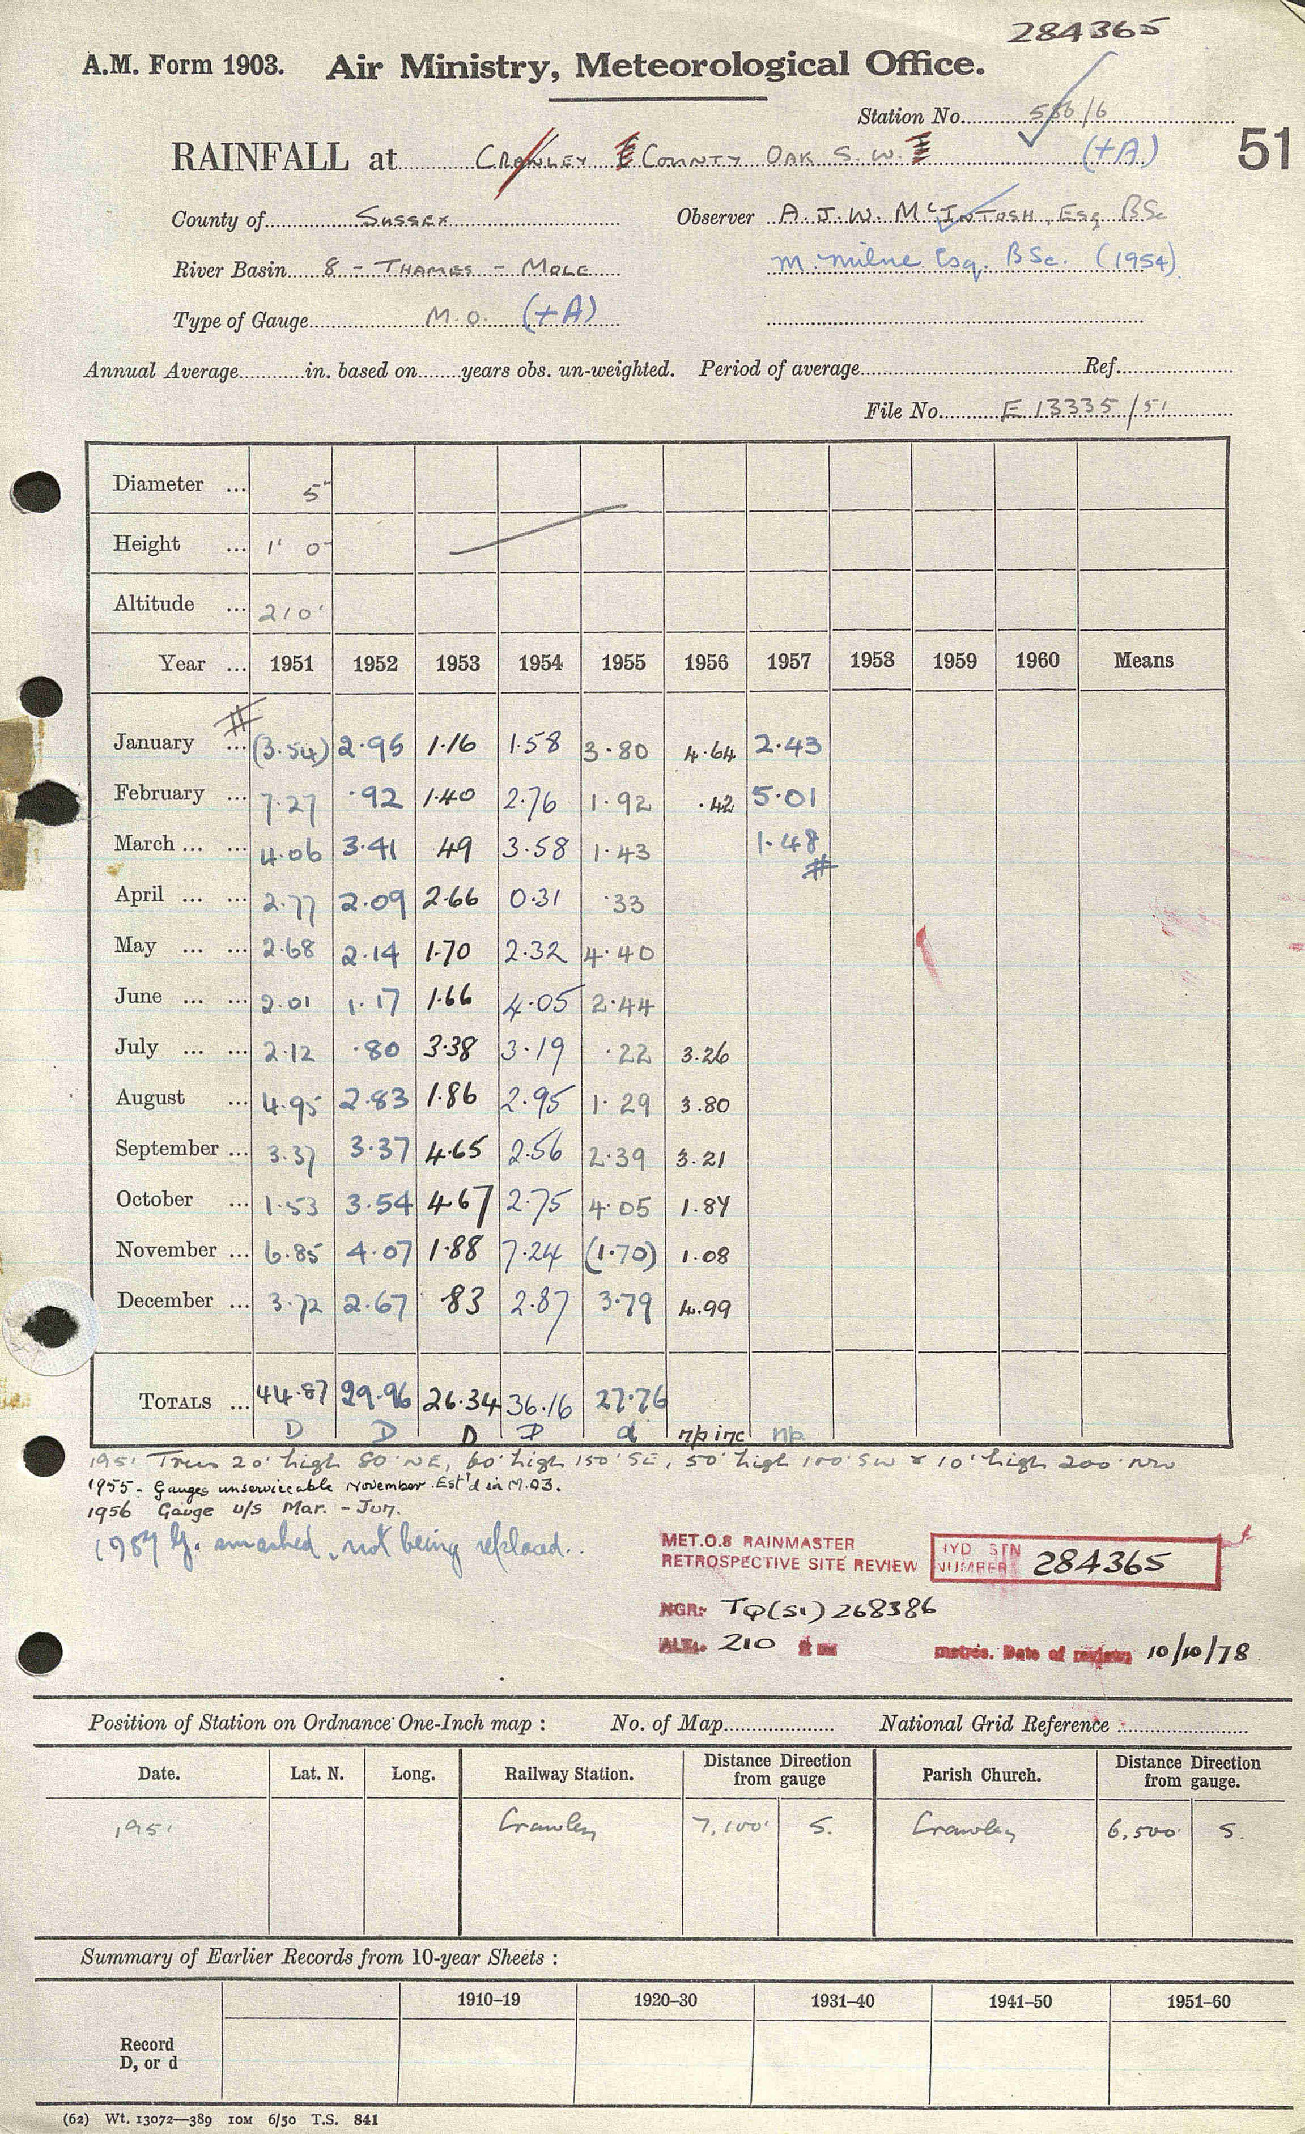 284365
A.M. Form 1903. Air Ministry, Meteorological Office.
Station No. 586/6
51
RAINFALL at CRAWLEY COUNTY OAK S.W. (+A)
County of SUSSEX Observer A.J.W. McINTOSH, Esq BSc
River Basin 8 - THAMES - MOLE M. Milne Esq. BSc. (1954)
Type of Gauge M.O. (+A)
Annual Average in. based on years obs. un-weighted. Period of average Ref.
File No. E 13335/51
Diameter ... 5"
Height ... 1' 0"
Altitude ... 210'
Year ... 1951 1952 1953 1954 1955 1956 1957 1958 1959 1960 Means
January ... (3.54) 2.95 1.16 1.58 3.80 4.64 2.43
February ... 7.27 .92 1.40 2.76 1.92 .42 5.01
March ... ... 4.06 3.41 49 3.58 1.43 1.48
April ... ... 2.77 2.09 2.66 0.31 .33
May ... ... 2.68 2.14 1.70 2.32 4.40
June ... ... 2.01 1.17 1.66 4.05 2.44
July ... ... 2.12 .80 3.38 3.19 .22 3.26
August ... 4.95 2.83 1.86 2.95 1.29 3.80
September ... 3.37 3.37 4.65 2.56 2.39 3.21
October ... 1.53 3.54 4.67 2.75 4.05 1.84
November ... 6.85 4.07 1.88 7.24 (1.70) 1.08
December ... 3.72 2.67 .83 2.87 3.79 4.99
TOTALS ... 44.87 29.96 26.34 36.16 27.76
D D D D d np inc np
1951 Trees 20' high 80' NE, 60' high 150' SE, 50' high 100' SW & 10' high 200' NW
1955 - Gauges unserviceable November Est'd in M.O3.
1956 Gauge U/S Mar. - Jun.
1957 G. smashed, not being replaced.
MET.O.8 RAINMASTER
RETROSPECTIVE SITE REVIEW
HYD STN NUMBER 284365
NGR: TQ(51) 268386
ALT. 210 metres. Date of review 10/10/78
Position of Station on Ordnance One-Inch map : No. of Map National Grid Reference
Date. Lat. N. Long. Railway Station. Distance Direction from gauge Parish Church. Distance Direction from gauge.
1951 Crawley 7,100' S. Crawley 6,500 S.
Summary of Earlier Records from 10-year Sheets :
1910–19 1920–30 1931–40 1941–50 1951–60
Record
D, or d
(62) Wt. 13072—389 10M 6/50 T.S. 841